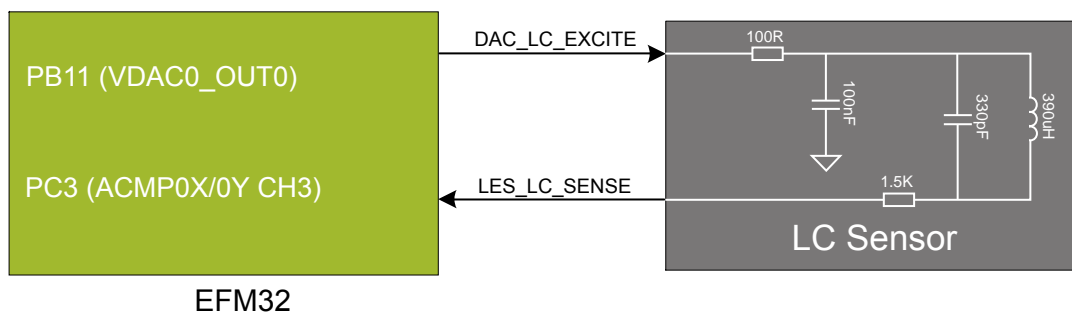 PB11 (VDAC0_OUT0)
DAC_LC_EXCITE
100R
100nF
330pF
390uH
PC3 (ACMP0X/0Y CH3)
LES_LC_SENSE
1.5K
LC Sensor
EFM32